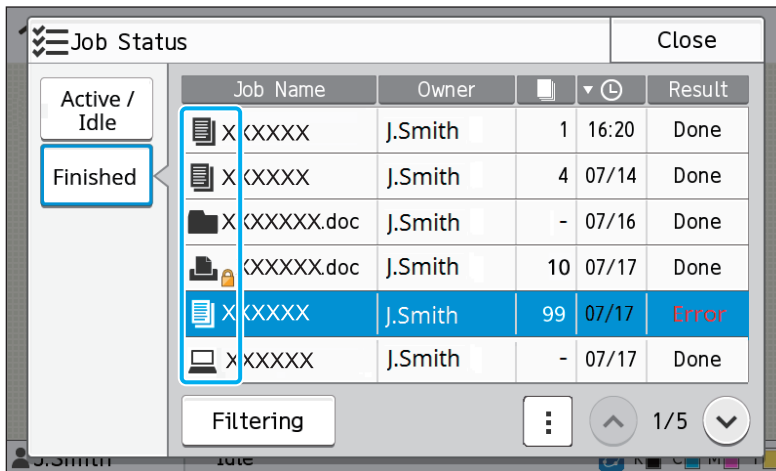 Job Status
Close
Active /
Idle
Finished
Job Name Owner Result
XXXXXX J.Smith 1 16:20 Done
XXXXXX J.Smith 4 07/14 Done
XXXXXXX.doc J.Smith - 07/16 Done
XXXXXX.doc J.Smith 10 07/17 Done
XXXXXX J.Smith 99 07/17 Error
XXXXXX J.Smith - 07/17 Done
Filtering
1/5
J.Smith Idle K C M Y